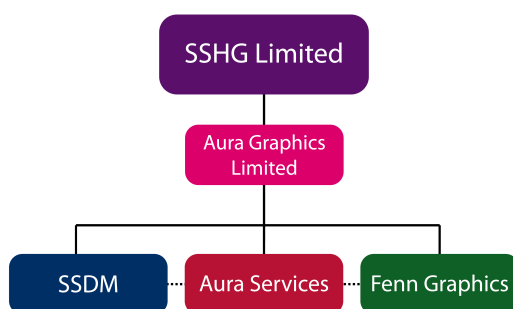 SSHG Limited
Aura Graphics
Limited
SSDM
Aura Services
Fenn Graphics